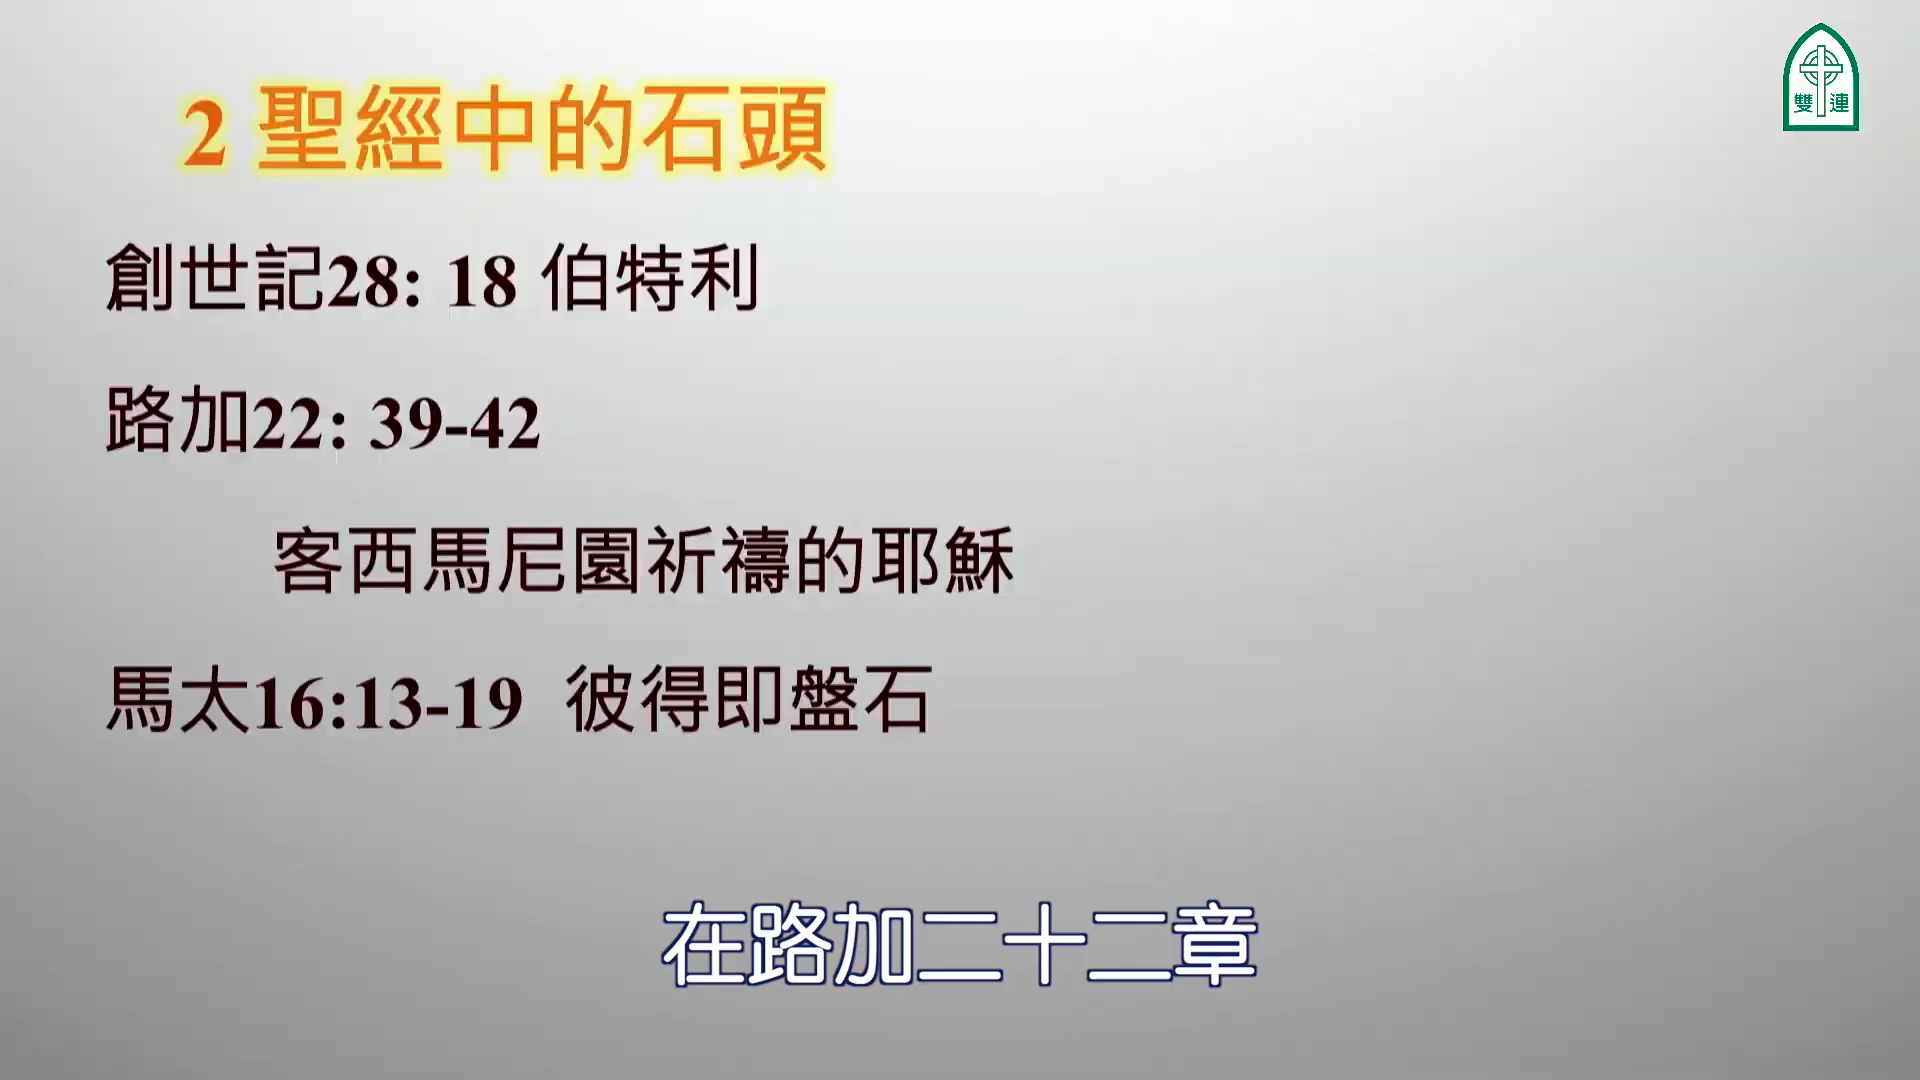 雙連
2 聖經中的石頭
創世記28: 18 伯特利
路加22: 39-42
客西馬尼園祈禱的耶穌
馬太16:13-19 彼得即盤石
在路加二十二章